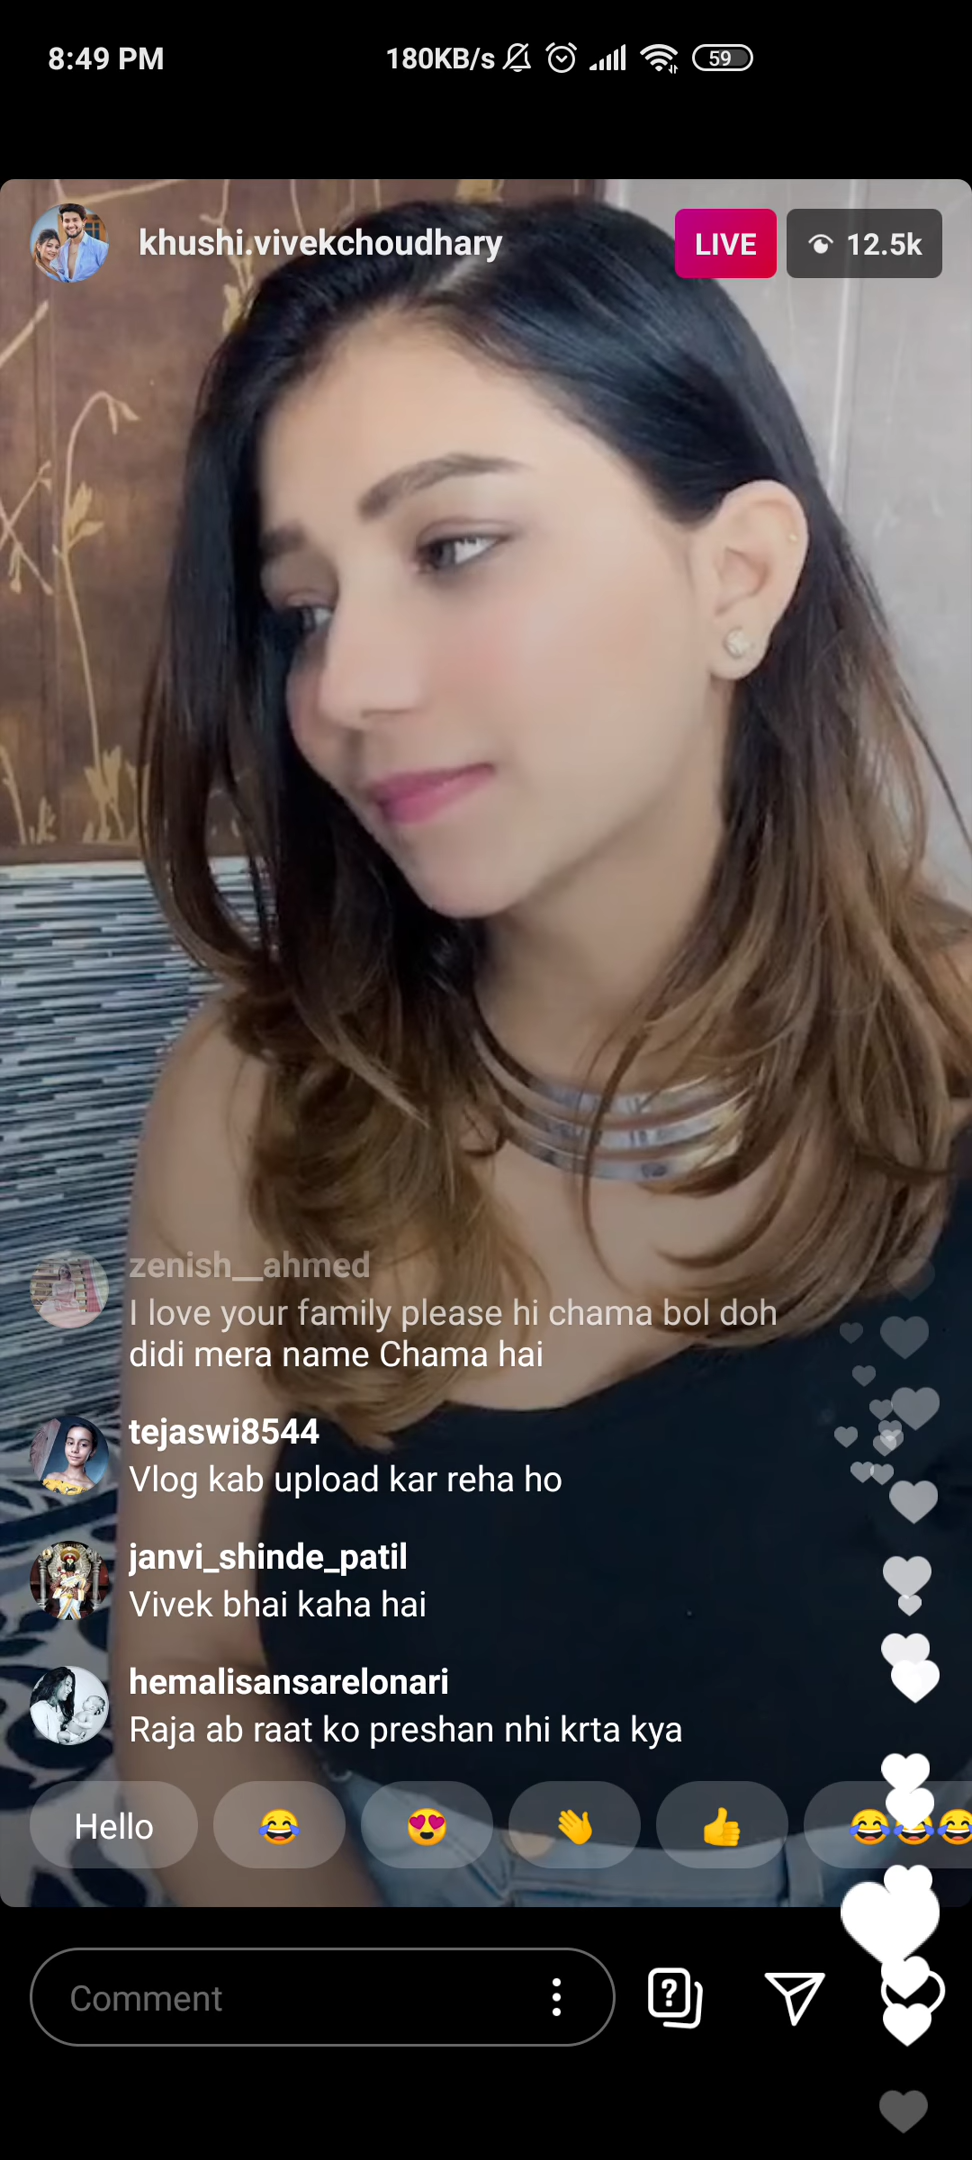 8:49 PM
180KB/s
59
khushi.vivekchoudhary
LIVE
12.5k
zenish__ahmed
I love your family please hi chama bol doh
didi mera name Chama hai
tejaswi8544
Vlog kab upload kar reha ho
janvi_shinde_patil
Vivek bhai kaha hai
hemalisansarelonari
Raja ab raat ko preshan nhi krta kya
Hello 😂 😍 👋 👍 😂😂😂
Comment
?